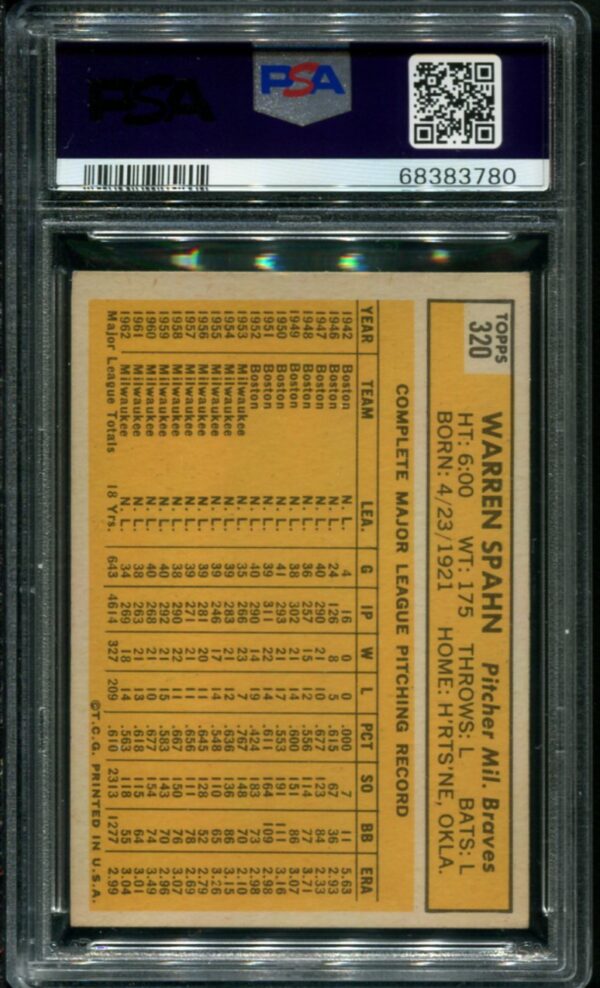 PSA
PSA
68383780
TOPPS
320
WARREN SPAHN Pitcher Mil. Braves
HT: 6:00 WT: 175 THROWS: L BATS: L
BORN: 4/23/1921 HOME: H'RTS'NE, OKLA.
COMPLETE MAJOR LEAGUE PITCHING RECORD
YEAR TEAM LEA. G IP W L PCT SO BB ERA
1942 Boston N. L. 4 16 0 0 .000 7 11 5.63
1946 Boston N. L. 24 126 8 5 .615 67 36 2.93
1947 Boston N. L. 40 290 21 10 .677 123 84 2.33
1948 Boston N. L. 36 257 15 12 .556 114 77 3.71
1949 Boston N. L. 38 302 21 14 .600 151 86 3.07
1950 Boston N. L. 41 293 21 17 .553 191 111 3.16
1951 Boston N. L. 39 311 22 14 .611 164 109 2.98
1952 Boston N. L. 40 290 14 19 .424 183 73 2.98
1953 Milwaukee N. L. 35 266 23 7 .767 148 70 2.10
1954 Milwaukee N. L. 39 283 21 12 .636 136 86 3.15
1955 Milwaukee N. L. 39 246 17 14 .548 110 65 3.26
1956 Milwaukee N. L. 39 281 20 11 .645 128 52 2.79
1957 Milwaukee N. L. 39 271 21 11 .656 111 78 2.69
1958 Milwaukee N. L. 38 290 22 11 .667 150 76 3.07
1959 Milwaukee N. L. 40 292 21 15 .583 143 70 2.96
1960 Milwaukee N. L. 40 268 21 10 .677 154 74 3.49
1961 Milwaukee N. L. 38 263 21 13 .618 115 64 3.01
1962 Milwaukee N. L. 34 269 18 14 .563 118 55 3.04
Major League Totals 18 Yrs. 643 4614 327 209 .610 2313 1277 2.99
©T.C.G. PRINTED IN U.S.A.